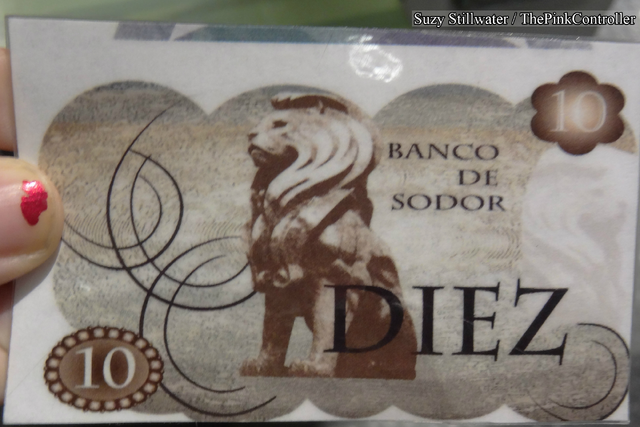 Suzy Stillwater / ThePinkController
10
BANCO
DE
SODOR
DIEZ
10